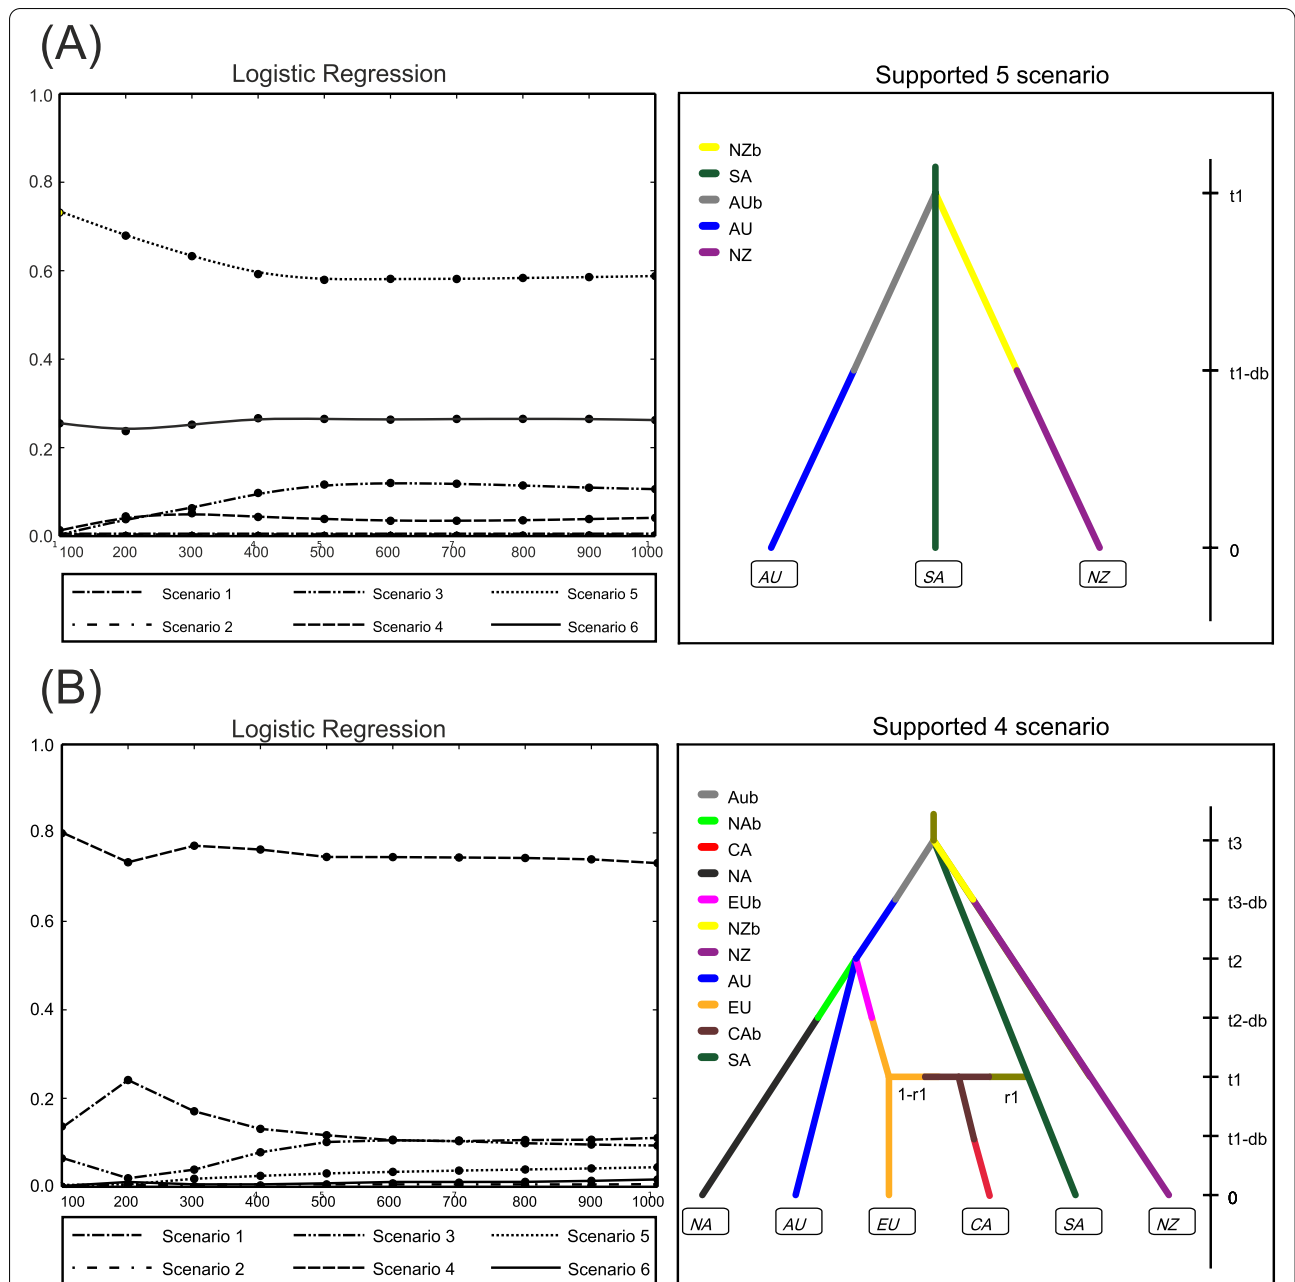 (A)
Logistic Regression
1.0
0.8
0.6
0.4
0.2
0.0
100 200 300 400 500 600 700 800 900 1000
Scenario 1 Scenario 3 Scenario 5
Scenario 2 Scenario 4 Scenario 6
Supported 5 scenario
NZb
SA
AUb
AU
NZ
t1
t1-db
0
AU SA NZ
(B)
Logistic Regression
1.0
0.8
0.6
0.4
0.2
0.0
100 200 300 400 500 600 700 800 900 1000
Scenario 1 Scenario 3 Scenario 5
Scenario 2 Scenario 4 Scenario 6
Supported 4 scenario
Aub
NAb
CA
NA
EUb
NZb
NZ
AU
EU
CAb
SA
t3
t3-db
t2
t2-db
t1
1-r1 r1
t1-db
0
NA AU EU CA SA NZ